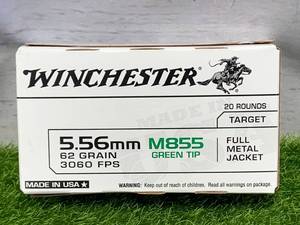 WINCHESTER
20 ROUNDS
TARGET
5.56mm M855
62 GRAIN GREEN TIP
3060 FPS
FULL
METAL
JACKET
MADE IN USA★
WARNING: Keep out of reach of children. Read all warnings on package.